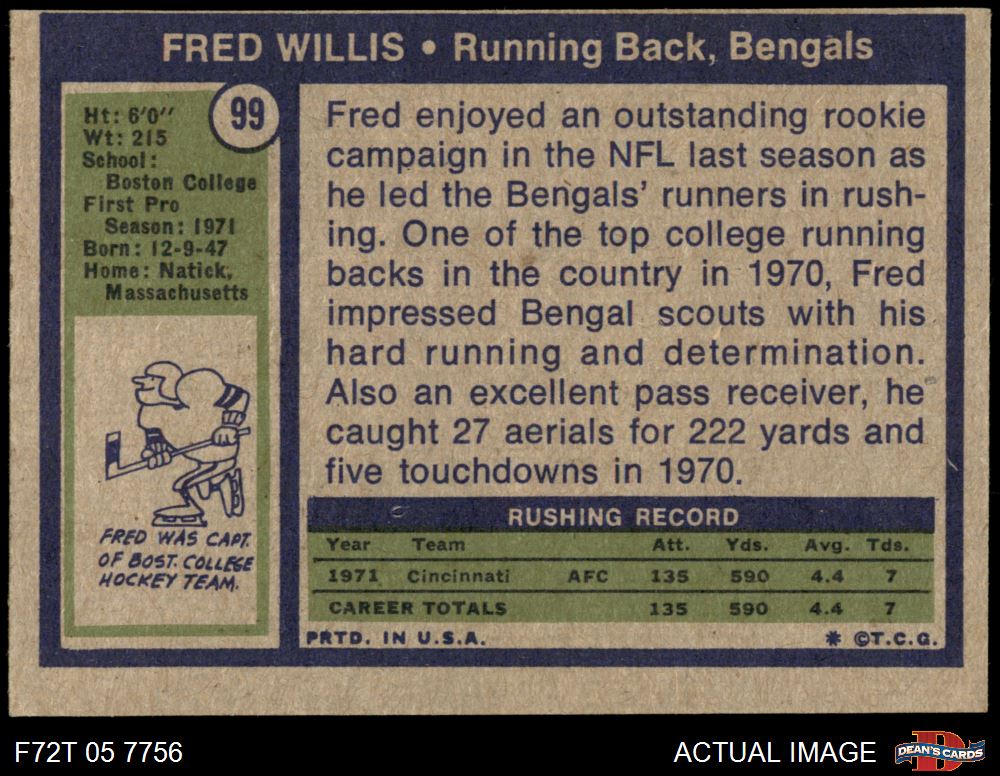 FRED WILLIS • Running Back, Bengals
99
Ht: 6'0"
Wt: 215
School:
Boston College
First Pro
Season: 1971
Born: 12-9-47
Home: Natick,
Massachusetts
FRED WAS CAPT.
OF BOST. COLLEGE
HOCKEY TEAM.
Fred enjoyed an outstanding rookie
campaign in the NFL last season as
he led the Bengals' runners in rush-
ing. One of the top college running
backs in the country in 1970, Fred
impressed Bengal scouts with his
hard running and determination.
Also an excellent pass receiver, he
caught 27 aerials for 222 yards and
five touchdowns in 1970.
RUSHING RECORD
Year Team Att. Yds. Avg. Tds.
1971 Cincinnati AFC 135 590 4.4 7
CAREER TOTALS 135 590 4.4 7
PRTD. IN U.S.A. * ©T.C.G.
F72T 05 7756 ACTUAL IMAGE DEAN'S CARDS